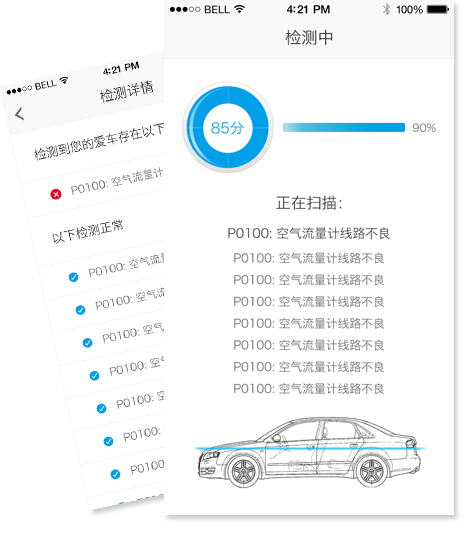 BELL
4:21 PM
检测详情
检测到您的爱车存在以下
P0100: 空气流量计
以下检测正常
P0100: 空气流量
P0100: 空气流
P0100: 空气流
P0100: 空气
P0100: 空
P0100:
P0100
BELL
4:21 PM
100%
检测中
85分
90%
正在扫描:
P0100: 空气流量计线路不良
P0100: 空气流量计线路不良
P0100: 空气流量计线路不良
P0100: 空气流量计线路不良
P0100: 空气流量计线路不良
P0100: 空气流量计线路不良
P0100: 空气流量计线路不良
P0100: 空气流量计线路不良